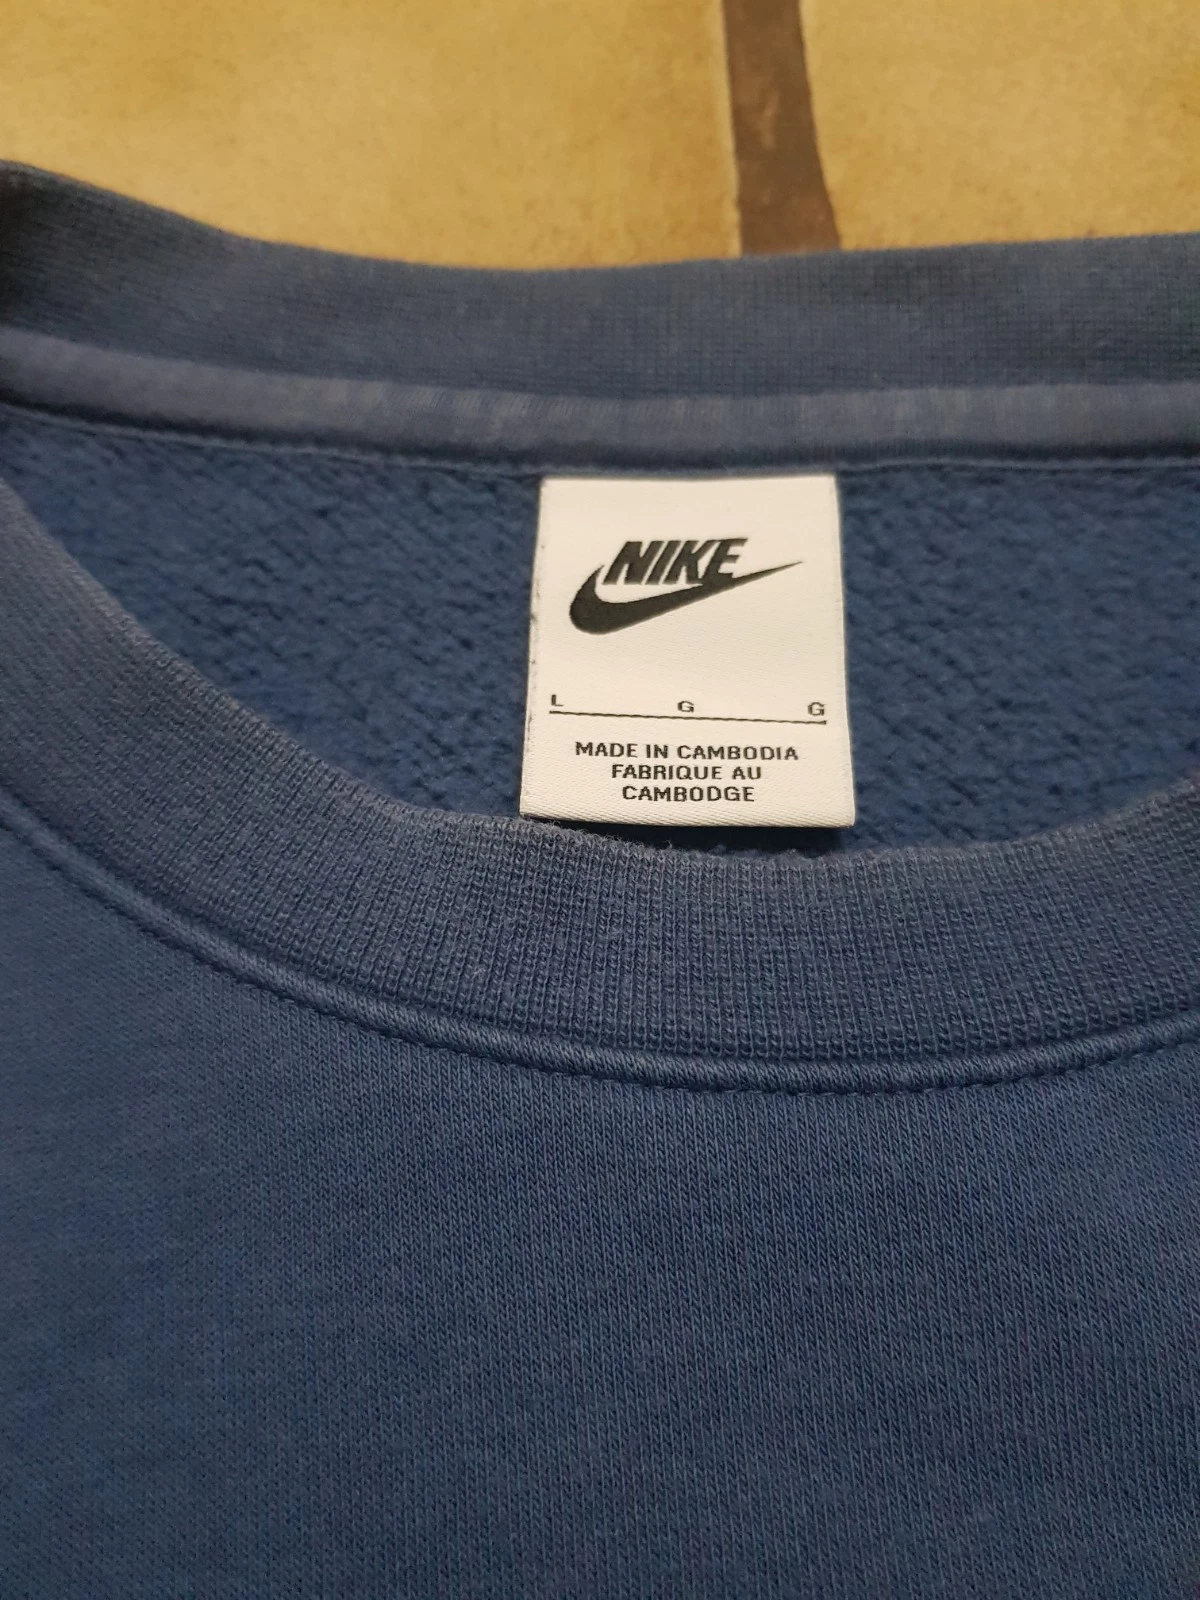 NIKE
L G G
MADE IN CAMBODIA
FABRIQUE AU
CAMBODGE